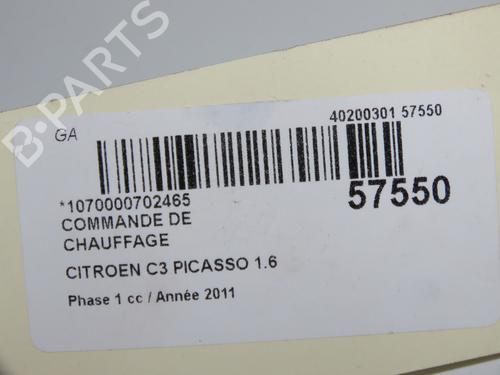 B-PARTS
GA
40200301 57550
*1070000702465
57550
COMMANDE DE
CHAUFFAGE
CITROEN C3 PICASSO 1.6
Phase 1 cc / Année 2011